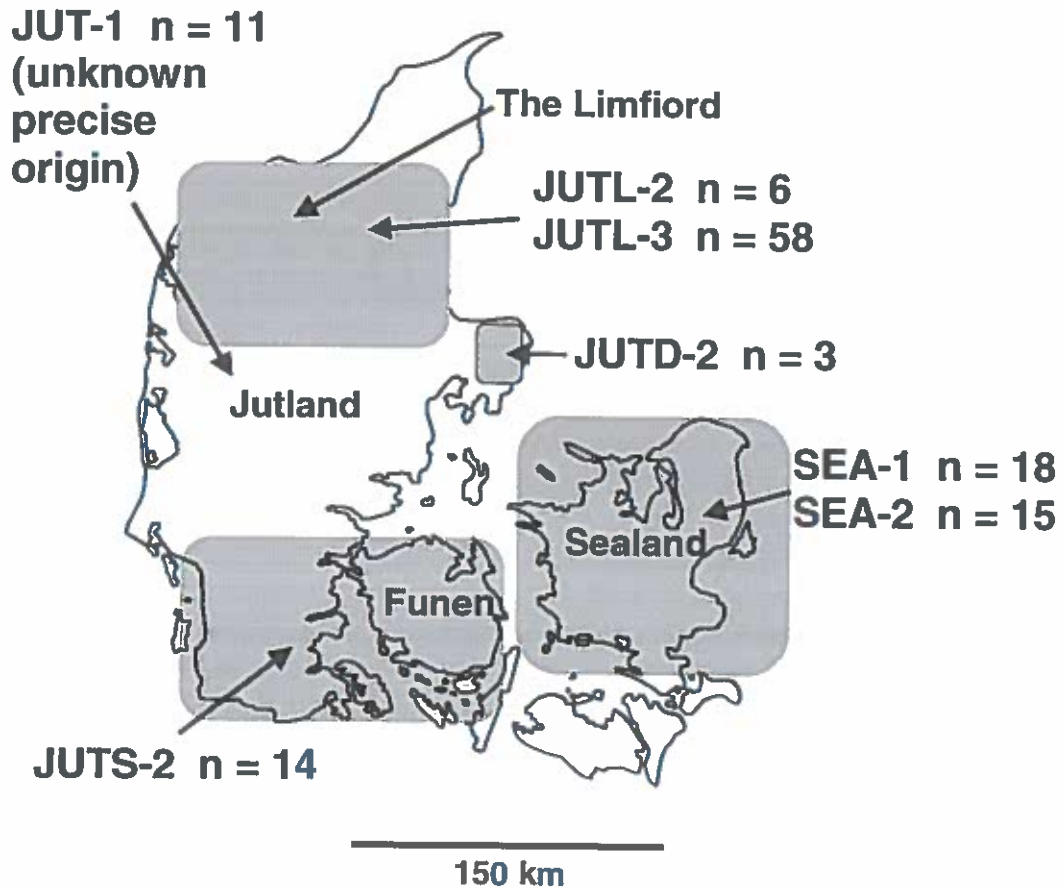 JUT-1 n = 11
(unknown
precise
origin)
The Limfiord
JUTL-2 n = 6
JUTL-3 n = 58
JUTD-2 n = 3
Jutland
SEA-1 n = 18
SEA-2 n = 15
Sealand
Funen
JUTS-2 n = 14
150 km